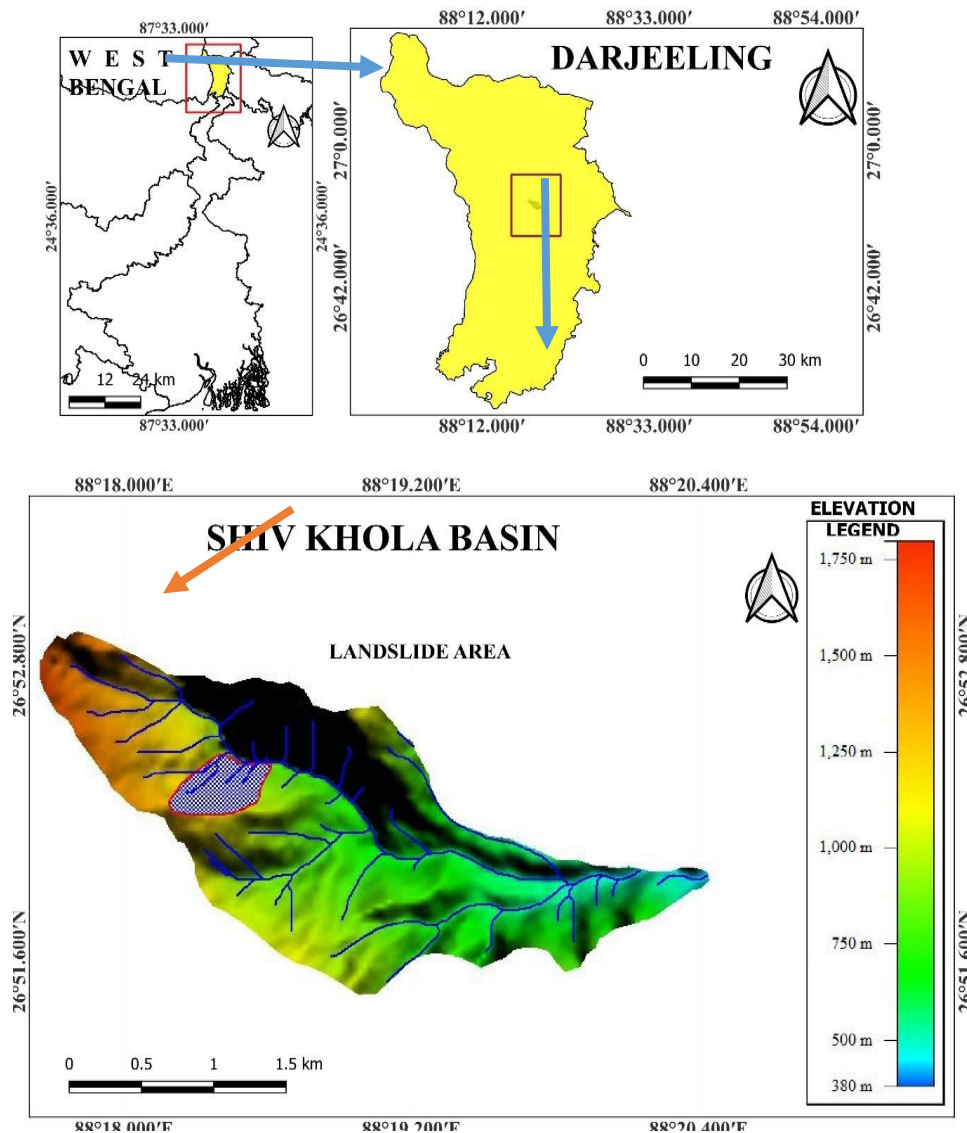 87°33.000'
WEST
BENGAL
24°36.000'
24°36.000'
0 12 24 km
87°33.000'
88°12.000' 88°33.000' 88°54.000'
DARJEELING
27°0.000'
27°0.000'
26°42.000'
26°42.000'
0 10 20 30 km
88°12.000' 88°33.000' 88°54.000'
88°18.000'E 88°19.200'E 88°20.400'E
SHIV KHOLA BASIN
LANDSLIDE AREA
26°52.800'N
26°52.800'N
26°51.600'N
26°51.600'N
ELEVATION
LEGEND
1,750 m
1,500 m
1,250 m
1,000 m
750 m
500 m
380 m
0 0.5 1 1.5 km
88°18.000'E 88°19.200'E 88°20.400'E